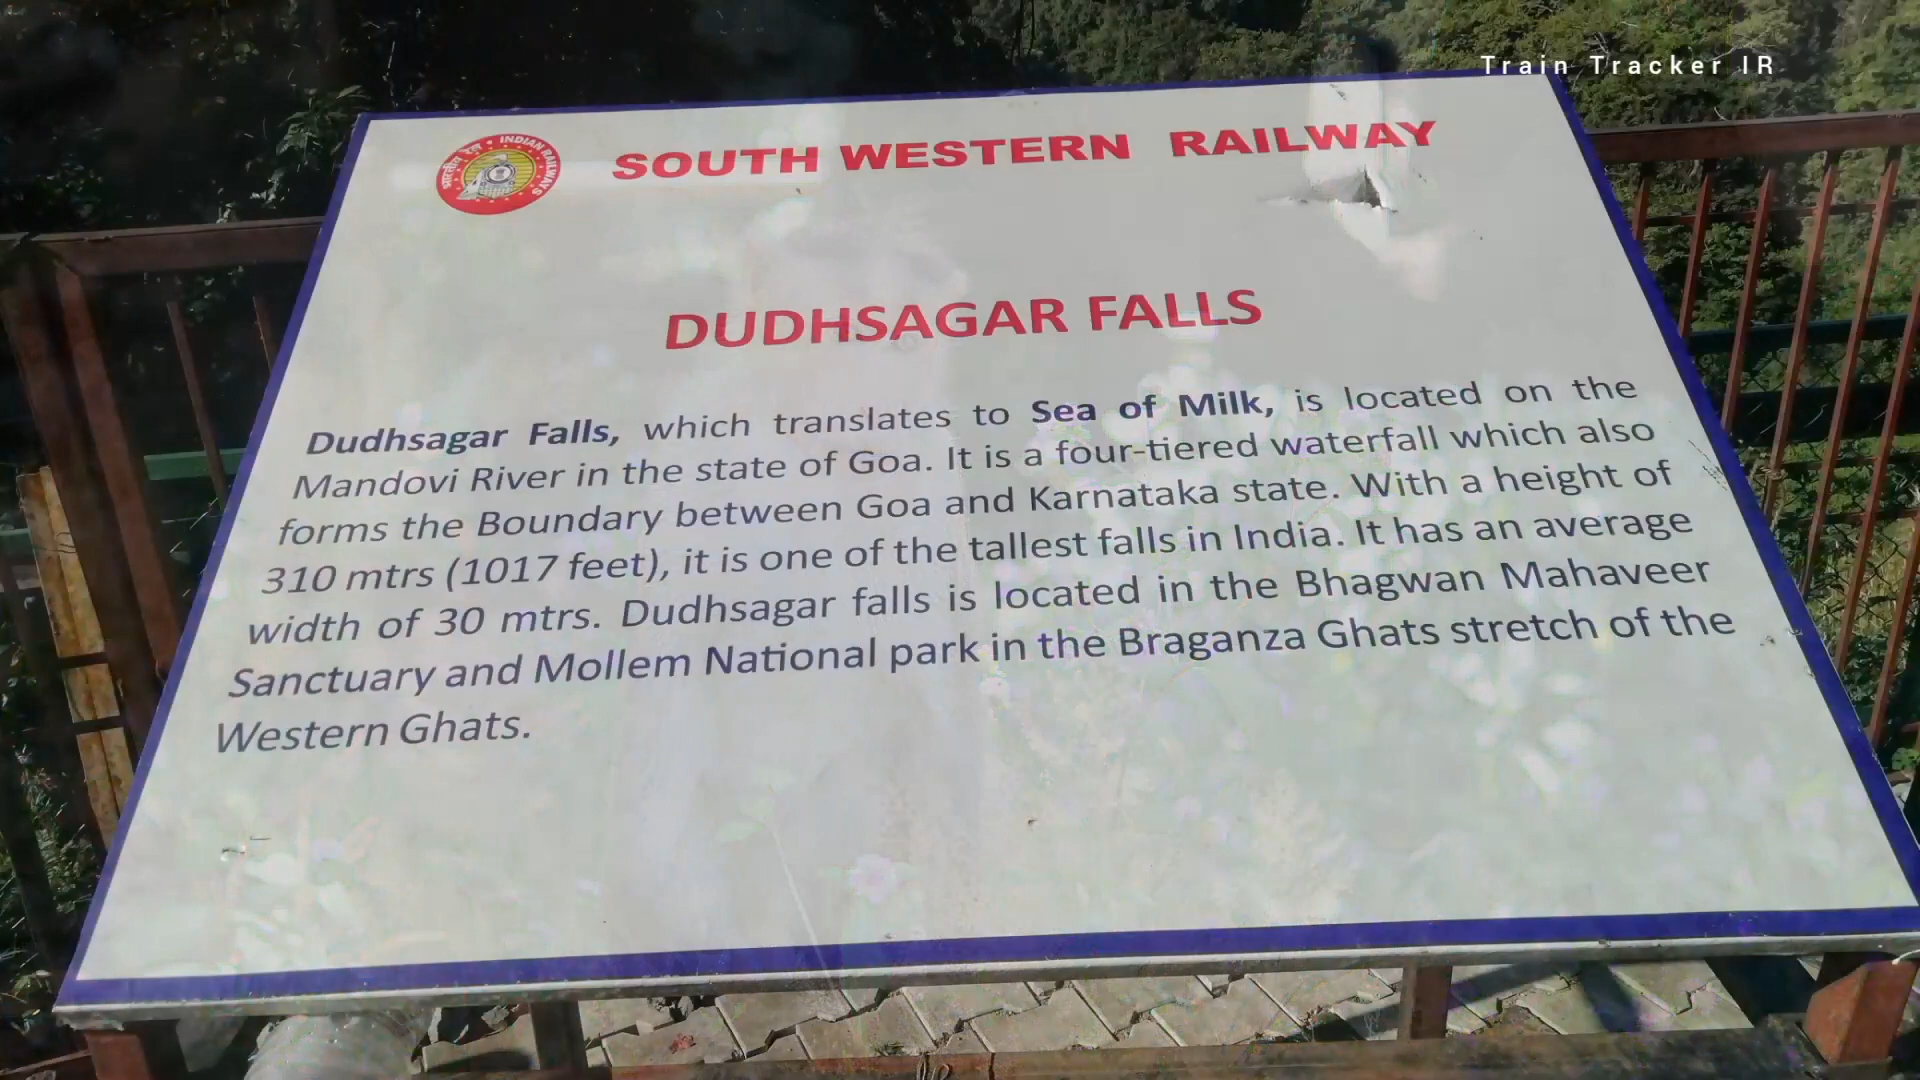 Train Tracker IR
भारतीय रेल • INDIAN RAILWAYS
SOUTH WESTERN RAILWAY
DUDHSAGAR FALLS
Dudhsagar Falls, which translates to Sea of Milk, is located on the
Mandovi River in the state of Goa. It is a four-tiered waterfall which also
forms the Boundary between Goa and Karnataka state. With a height of
310 mtrs (1017 feet), it is one of the tallest falls in India. It has an average
width of 30 mtrs. Dudhsagar falls is located in the Bhagwan Mahaveer
Sanctuary and Mollem National park in the Braganza Ghats stretch of the
Western Ghats.